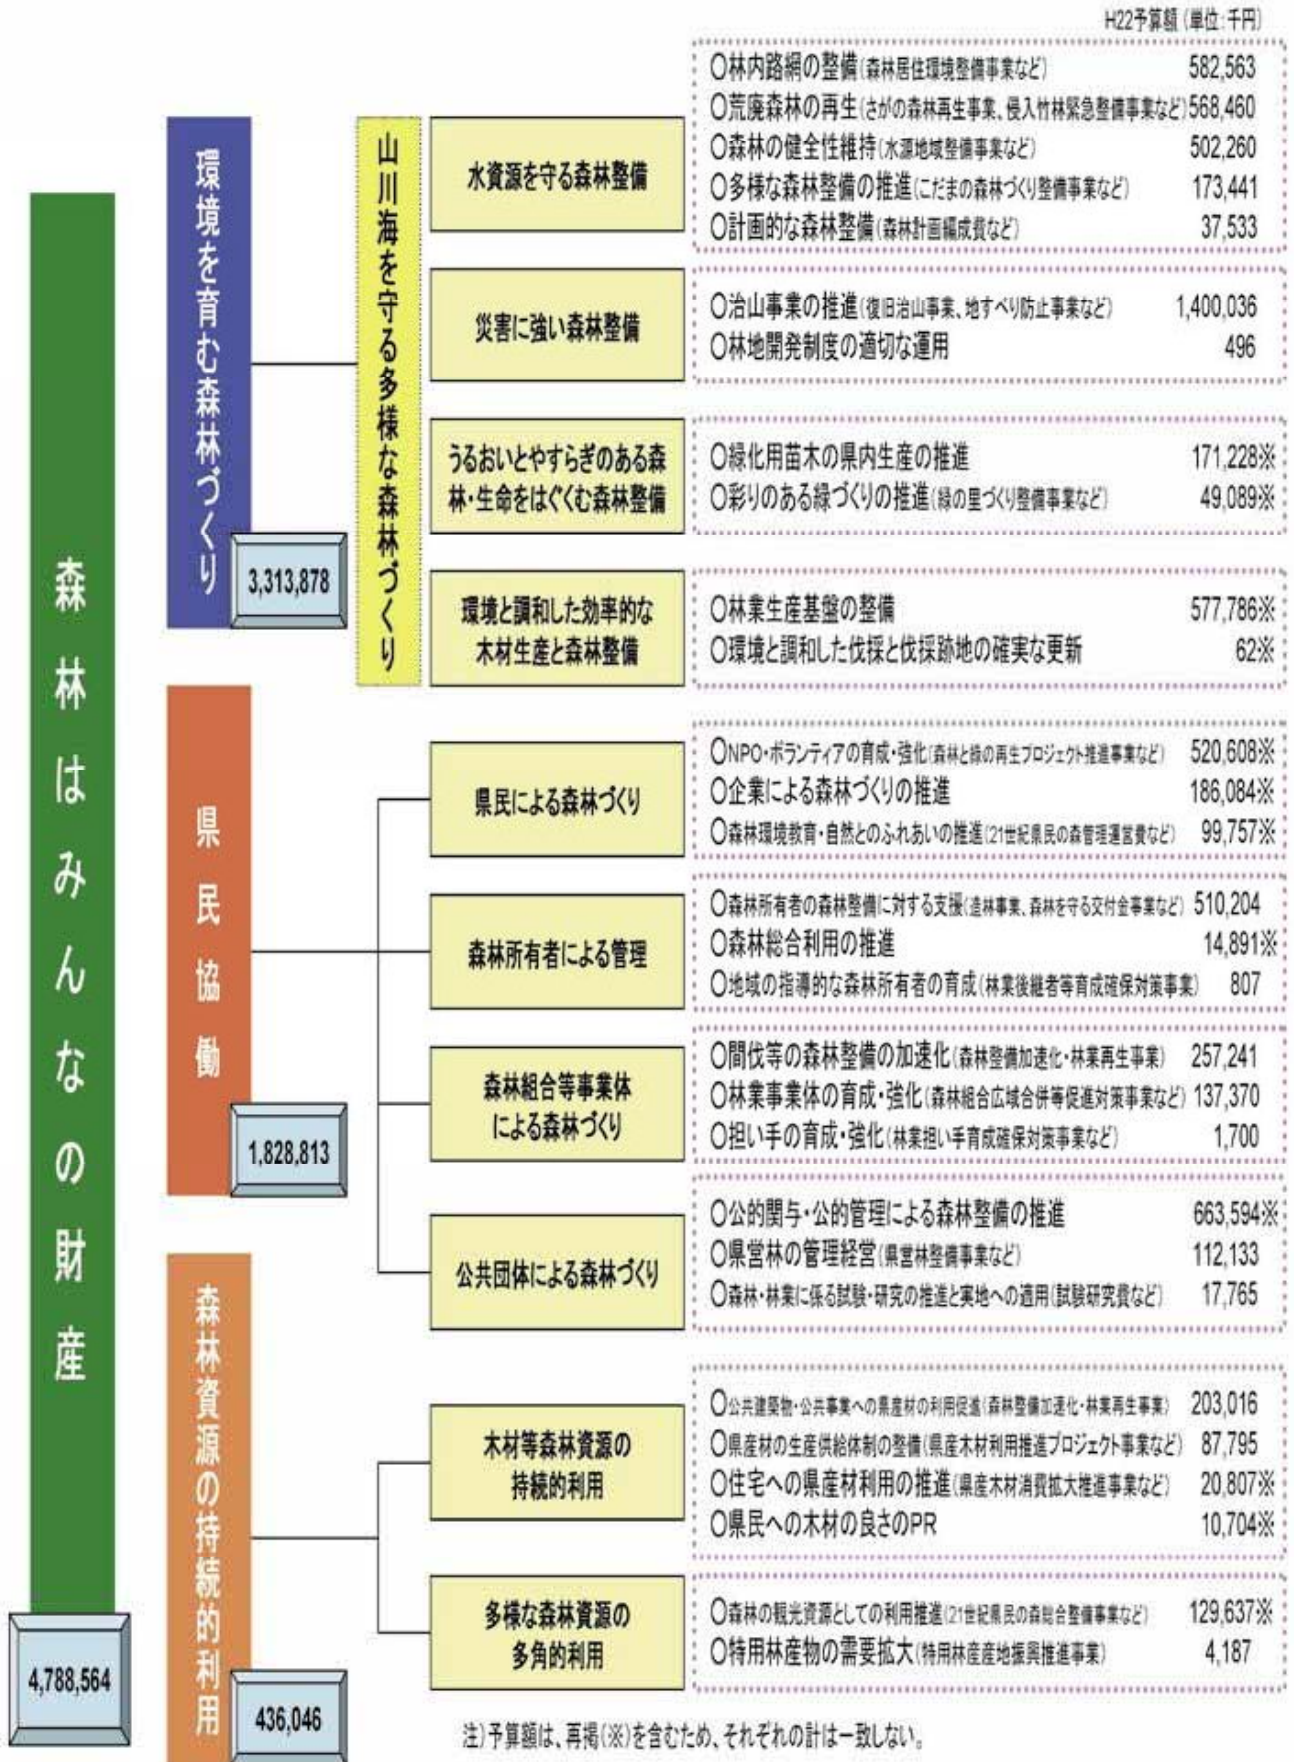 H22予算額(単位:千円)
森林はみんなの財産
4,788,564
環境を育む森林づくり
3,313,878
山川海を守る多様な森林づくり
水資源を守る森林整備
○林内路網の整備(森林居住環境整備事業など) 582,563
○荒廃森林の再生(さがの森林再生事業、侵入竹林緊急整備事業など)568,460
○森林の健全性維持(水源地域整備事業など) 502,260
○多様な森林整備の推進(こだまの森林づくり整備事業など) 173,441
○計画的な森林整備(森林計画編成費など) 37,533
災害に強い森林整備
○治山事業の推進(復旧治山事業、地すべり防止事業など) 1,400,036
○林地開発制度の適切な運用 496
うるおいとやすらぎのある森
林・生命をはぐくむ森林整備
○緑化用苗木の県内生産の推進 171,228※
○彩りのある緑づくりの推進(緑の里づくり整備事業など) 49,089※
環境と調和した効率的な
木材生産と森林整備
○林業生産基盤の整備 577,786※
○環境と調和した伐採と伐採跡地の確実な更新 62※
県民協働
1,828,813
県民による森林づくり
○NPO・ボランティアの育成・強化(森林と緑の再生プロジェクト推進事業など) 520,608※
○企業による森林づくりの推進 186,084※
○森林環境教育・自然とのふれあいの推進(21世紀県民の森管理運営費など) 99,757※
森林所有者による管理
○森林所有者の森林整備に対する支援(造林事業、森林を守る交付金事業など) 510,204
○森林総合利用の推進 14,891※
○地域の指導的な森林所有者の育成(林業後継者等育成確保対策事業) 807
森林組合等事業体
による森林づくり
○間伐等の森林整備の加速化(森林整備加速化・林業再生事業) 257,241
○林業事業体の育成・強化(森林組合広域合併等促進対策事業など) 137,370
○担い手の育成・強化(林業担い手育成確保対策事業など) 1,700
公共団体による森林づくり
○公的関与・公的管理による森林整備の推進 663,594※
○県営林の管理経営(県営林整備事業など) 112,133
○森林・林業に係る試験・研究の推進と実地への適用(試験研究費など) 17,765
森林資源の持続的利用
436,046
木材等森林資源の
持続的利用
○公共建築物・公共事業への県産材の利用促進(森林整備加速化・林業再生事業) 203,016
○県産材の生産供給体制の整備(県産木材利用推進プロジェクト事業など) 87,795
○住宅への県産材利用の推進(県産木材消費拡大推進事業など) 20,807※
○県民への木材の良さのPR 10,704※
多様な森林資源の
多角的利用
○森林の観光資源としての利用推進(21世紀県民の森総合整備事業など) 129,637※
○特用林産物の需要拡大(特用林産産地振興推進事業) 4,187
注)予算額は、再掲(※)を含むため、それぞれの計は一致しない。